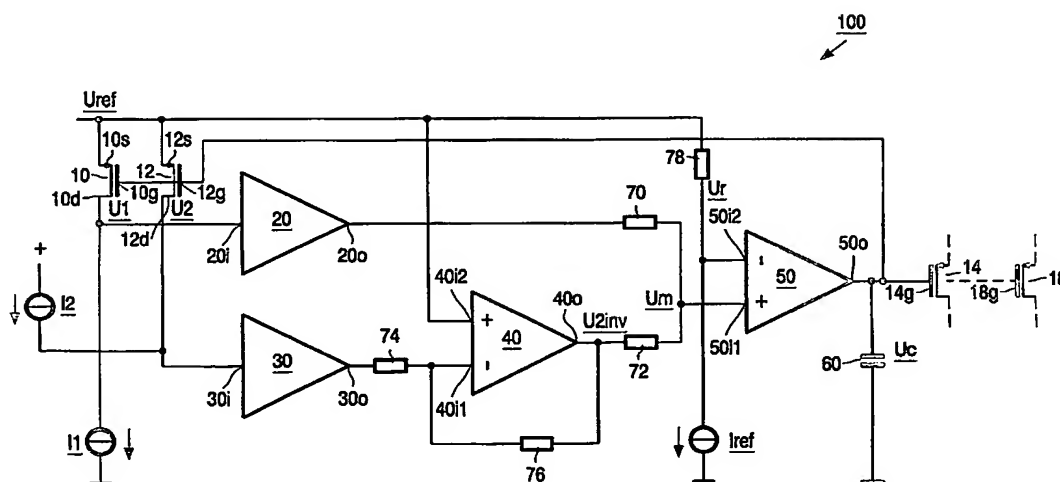 100
Uref
10s
12s
10
12
10g
12g
10d
U1
U2
12d
20i
20
20o
70
78
Ur
50i2
50o
14
14g
18g
18
+
I2
40i2
40o
U2inv
Um
+
-
50
+
50i1
74
40
-
40i1
72
30i
30
30o
60
Uc
I1
76
Iref